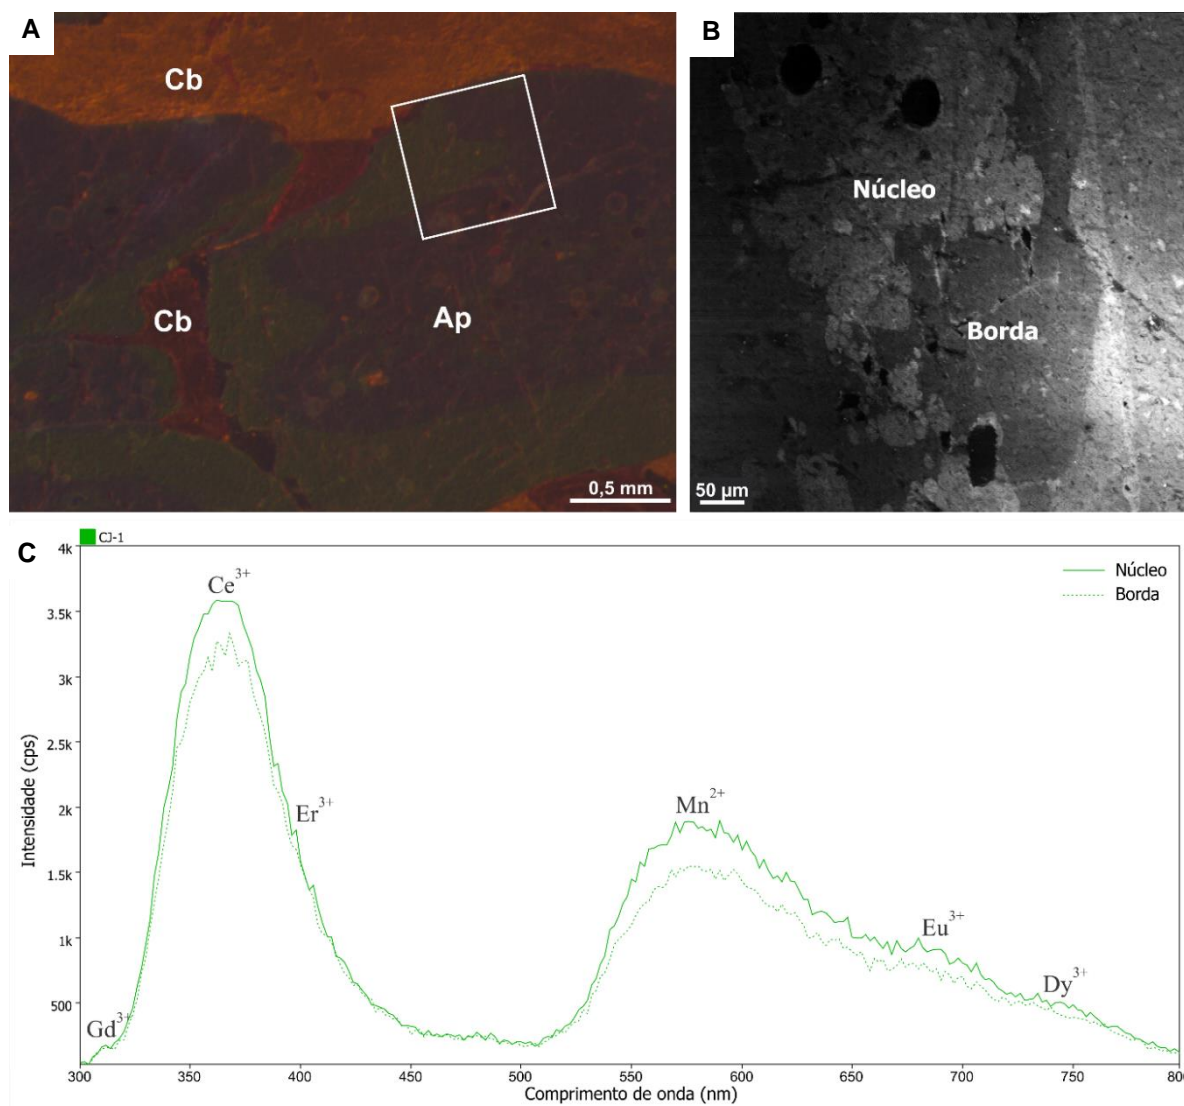 A
Cb
Cb
Ap
0,5 mm
B
Núcleo
Borda
50 µm
C
CJ-1
Núcleo
Borda
Ce³⁺
Er³⁺
Gd³⁺
Mn²⁺
Eu³⁺
Dy³⁺
Intensidade (cps)
4k
3.5k
3k
2.5k
2k
1.5k
1k
500
300 350 400 450 500 550 600 650 700 750 800
Comprimento de onda (nm)